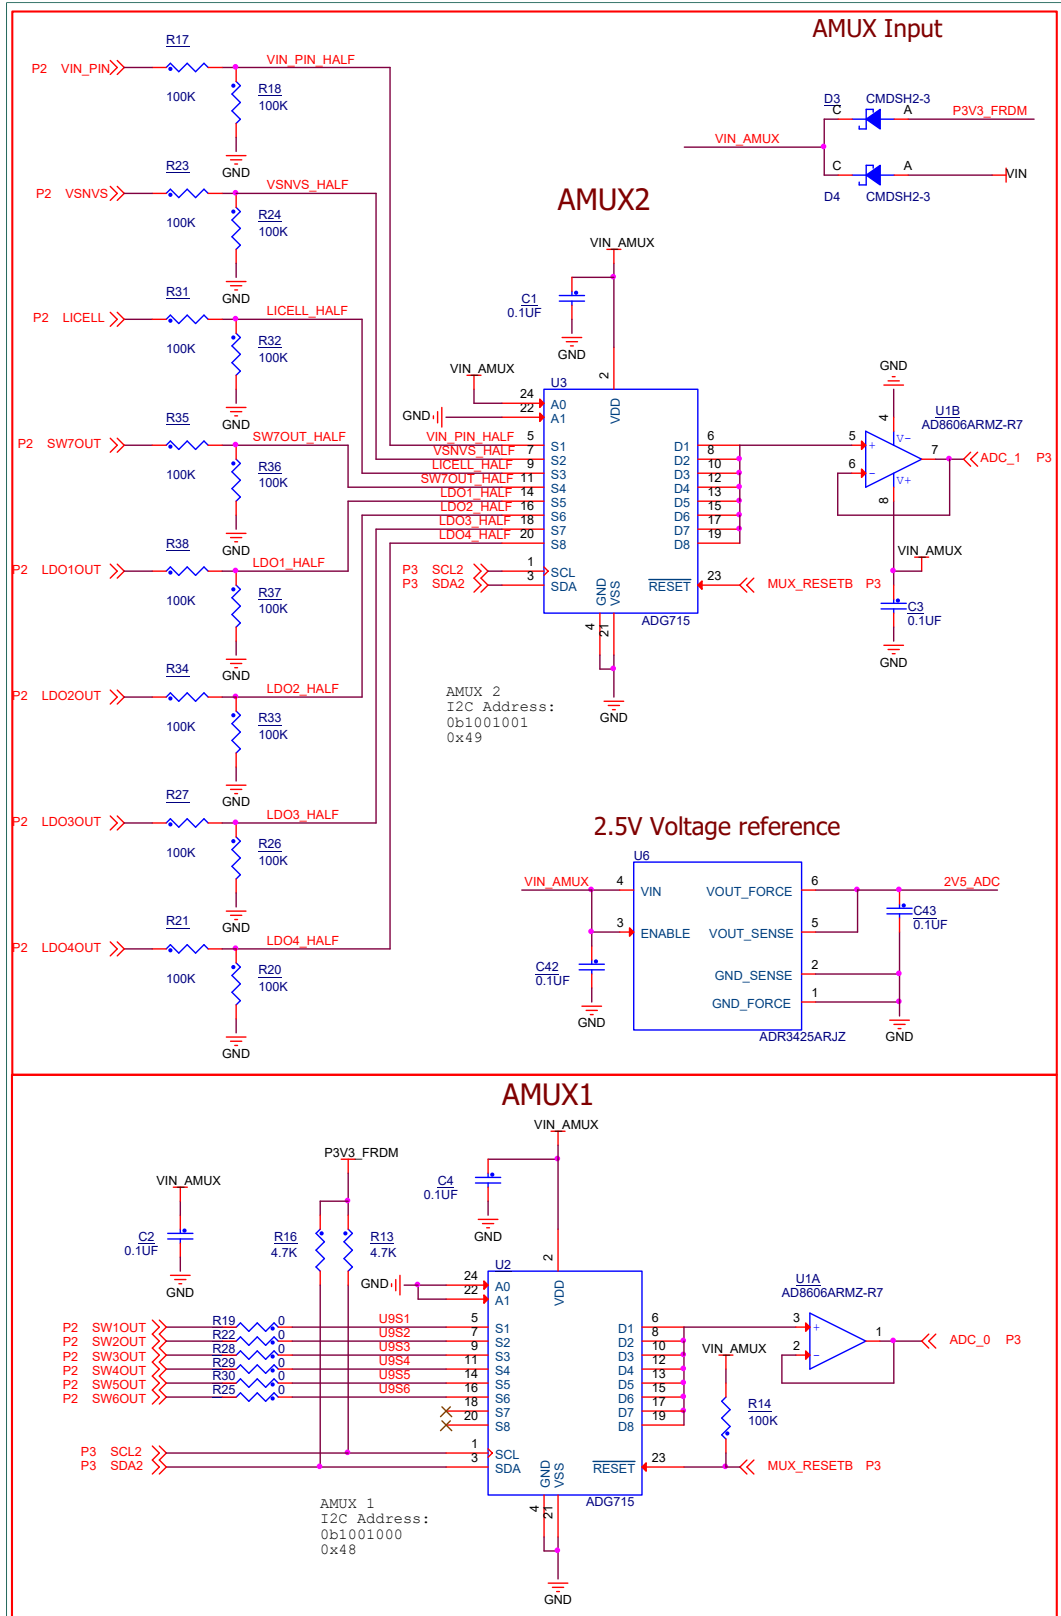 AMUX Input
R17
P2 VIN_PIN
VIN_PIN_HALF
100K
R18
100K
GND
D3 CMDSH2-3
C A P3V3_FRDM
VIN_AMUX
C A VIN
D4 CMDSH2-3
R23
P2 VSNVS
VSNVS_HALF
100K
R24
100K
GND
R31
P2 LICELL
LICELL_HALF
100K
R32
100K
GND
R35
P2 SW7OUT
SW7OUT_HALF
100K
R36
100K
GND
R38
P2 LDO1OUT
LDO1_HALF
100K
R37
100K
GND
R34
P2 LDO2OUT
LDO2_HALF
100K
R33
100K
GND
R27
P2 LDO3OUT
LDO3_HALF
100K
R26
100K
GND
R21
P2 LDO4OUT
LDO4_HALF
100K
R20
100K
GND
AMUX2
VIN_AMUX
C1
0.1UF
GND
VIN_AMUX
U3
2
VDD
24 A0
GND 22 A1
VIN_PIN_HALF 5 S1
VSNVS_HALF 7 S2
LICELL_HALF 9 S3
SW7OUT_HALF 11 S4
LDO1_HALF 14 S5
LDO2_HALF 16 S6
LDO3_HALF 18 S7
LDO4_HALF 20 S8
P3 SCL2 1 SCL
P3 SDA2 3 SDA
D1 6
D2 8
D3 10
D4 12
D5 13
D6 15
D7 17
D8 19
RESET 23 MUX_RESETB P3
GND
VSS
4
21
ADG715
GND
AMUX 2
I2C Address:
0b1001001
0x49
GND
4
U1B
AD8606ARMZ-R7
5 + V- 7 ADC_1 P3
6 - V+
8
VIN_AMUX
C3
0.1UF
GND
2.5V Voltage reference
U6
VIN_AMUX 4 VIN
3 ENABLE
C42
0.1UF
GND
VOUT_FORCE 6 2V5_ADC
VOUT_SENSE 5
GND_SENSE 2
GND_FORCE 1
C43
0.1UF
ADR3425ARJZ
GND
AMUX1
VIN_AMUX
P3V3_FRDM
VIN_AMUX
C4
0.1UF
GND
C2
0.1UF
GND
R16
4.7K
R13
4.7K
U2
2
VDD
GND 24 A0
22 A1
P2 SW1OUT R19 0 U9S1 5 S1
P2 SW2OUT R22 0 U9S2 7 S2
P2 SW3OUT R28 0 U9S3 9 S3
P2 SW4OUT R29 0 U9S4 11 S4
P2 SW5OUT R30 0 U9S5 14 S5
P2 SW6OUT R25 0 U9S6 16 S6
18 S7
20 S8
P3 SCL2 1 SCL
P3 SDA2 3 SDA
D1 6
D2 8
D3 10
D4 12
D5 13
D6 15
D7 17
D8 19
RESET 23 MUX_RESETB P3
GND
VSS
4
21
ADG715
GND
U1A
AD8606ARMZ-R7
3 + 1 ADC_0 P3
2 -
VIN_AMUX
R14
100K
AMUX 1
I2C Address:
0b1001000
0x48